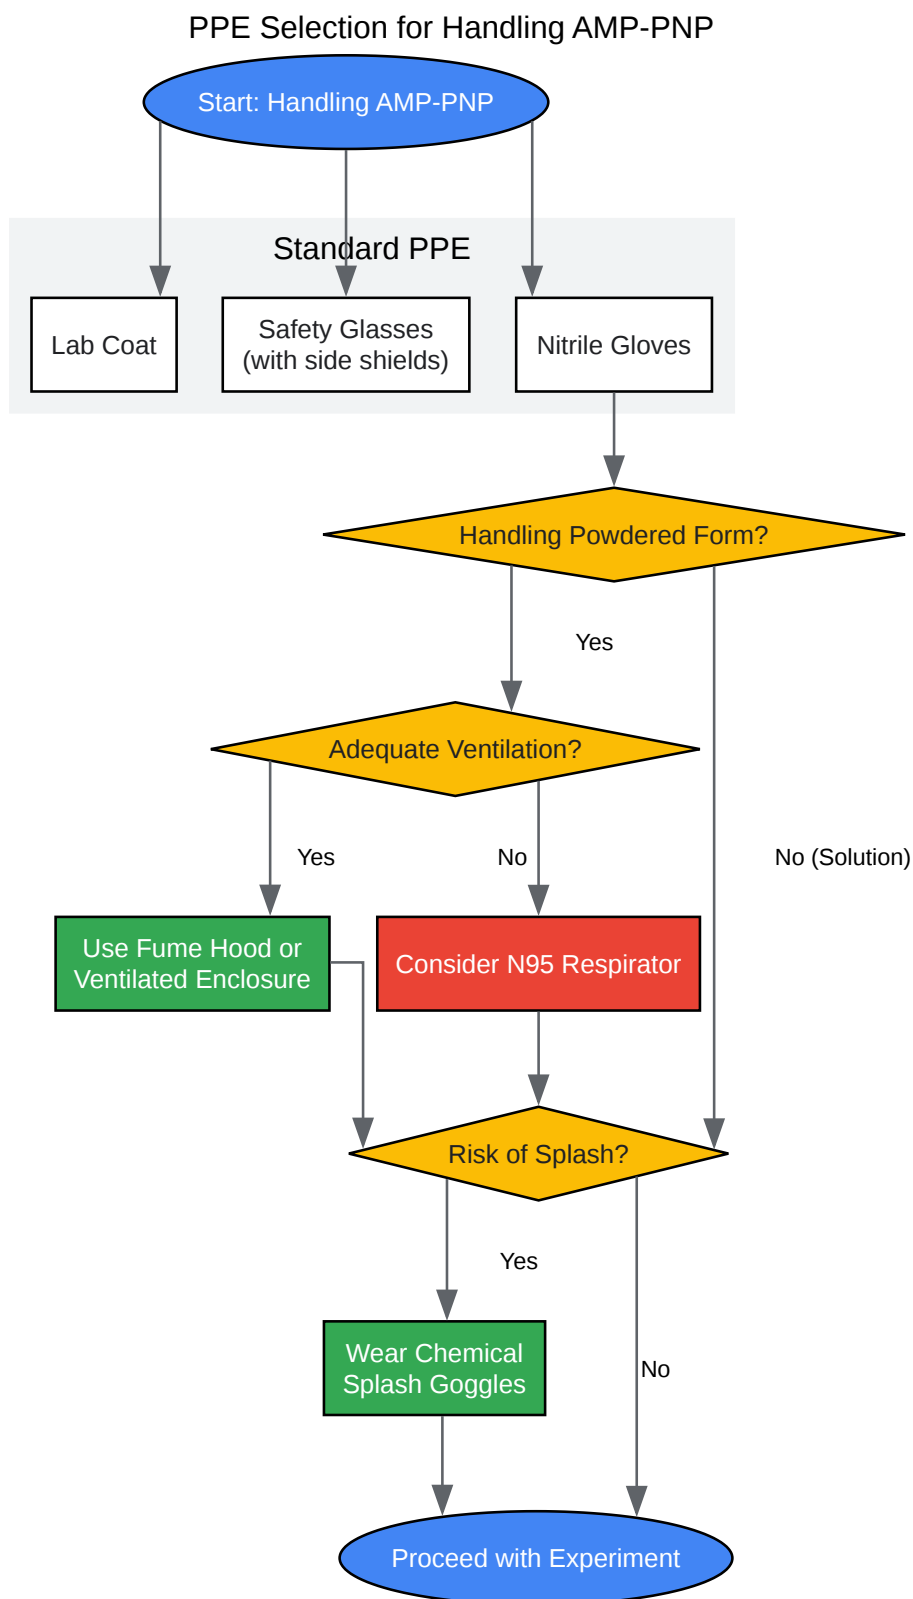 PPE Selection for Handling AMP-PNP
Start: Handling AMP-PNP
Standard PPE
Lab Coat
Safety Glasses
(with side shields)
Nitrile Gloves
Handling Powdered Form?
Yes
Adequate Ventilation?
Yes
No
No (Solution)
Use Fume Hood or
Ventilated Enclosure
Consider N95 Respirator
Risk of Splash?
Yes
Wear Chemical
Splash Goggles
No
Proceed with Experiment